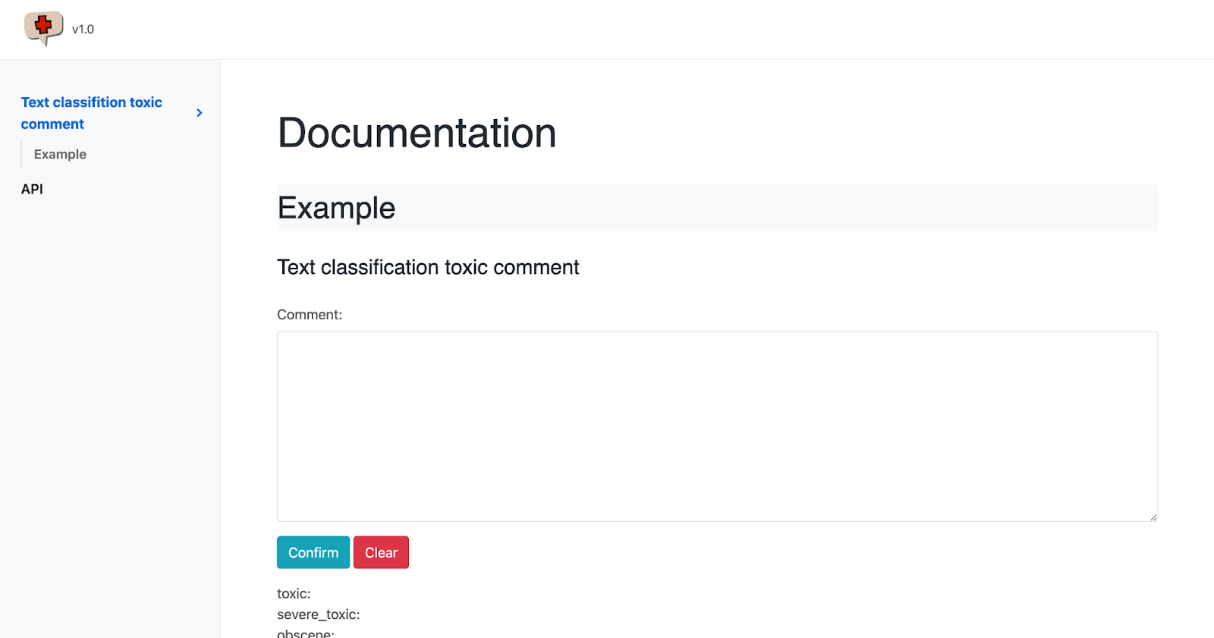 v1.0
Text classifition toxic
comment
Example
API
Documentation
Example
Text classification toxic comment
Comment:
Confirm Clear
toxic:
severe_toxic:
obscene: